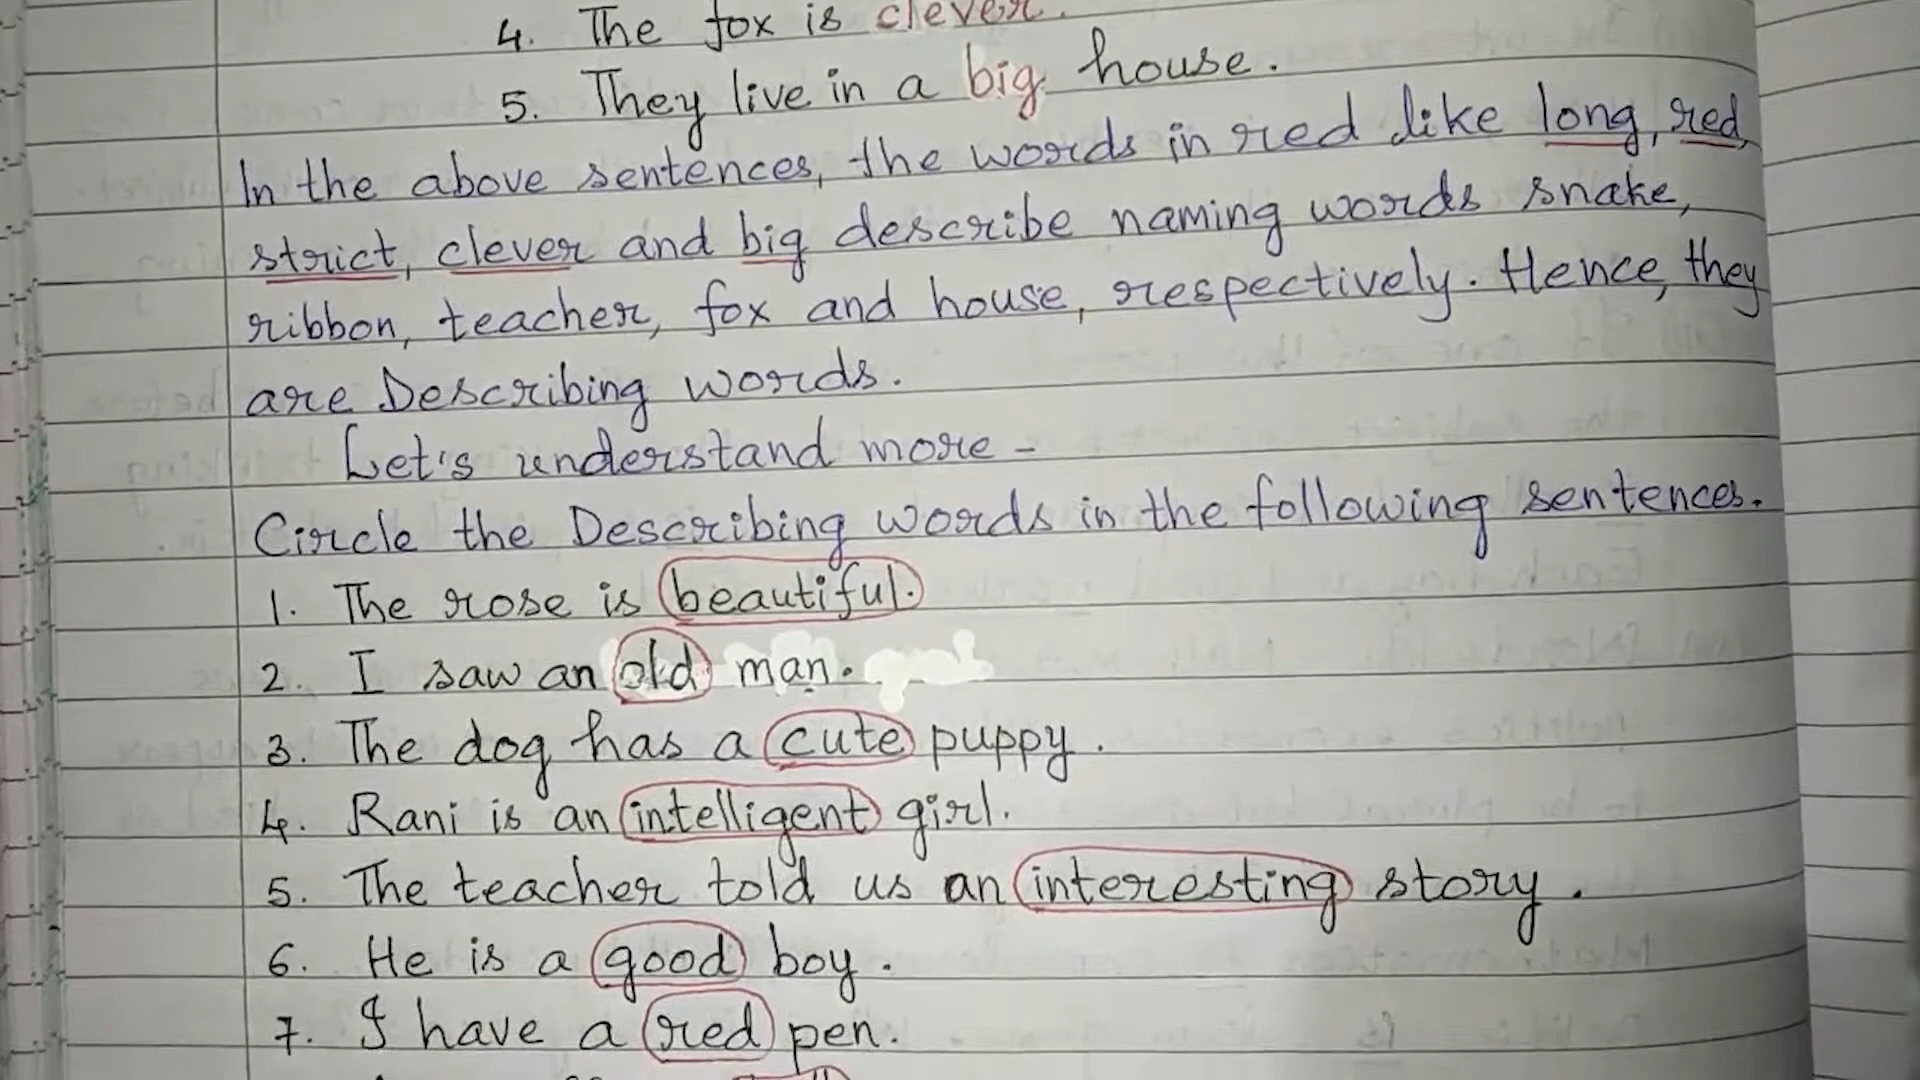 4. The fox is clever.
5. They live in a big house.
In the above sentences, the words in red like long, red,
strict, clever and big describe naming words snake,
ribbon, teacher, fox and house, respectively. Hence, they
are Describing words.
Let's understand more -
Circle the Describing words in the following sentences.
1. The rose is beautiful.
2. I saw an old man.
3. The dog has a cute puppy.
4. Rani is an intelligent girl.
5. The teacher told us an interesting story.
6. He is a good boy.
7. I have a red pen.